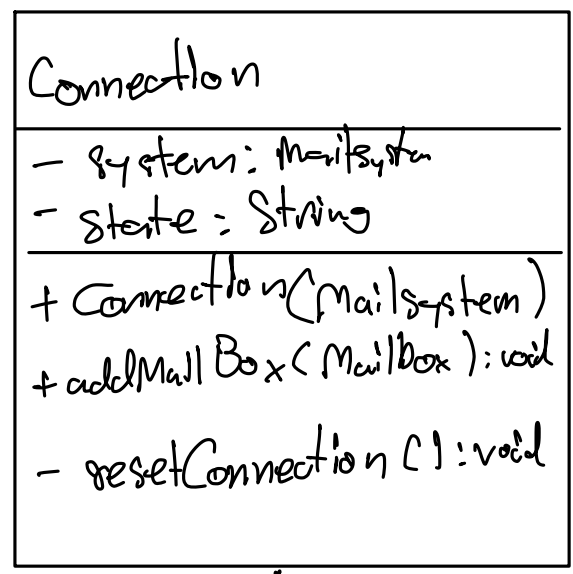 Connection
- system: Mailsystem
- state: String
+ Connection(Mailsystem)
+ addMailBox(Mailbox): void
- resetConnection(): void